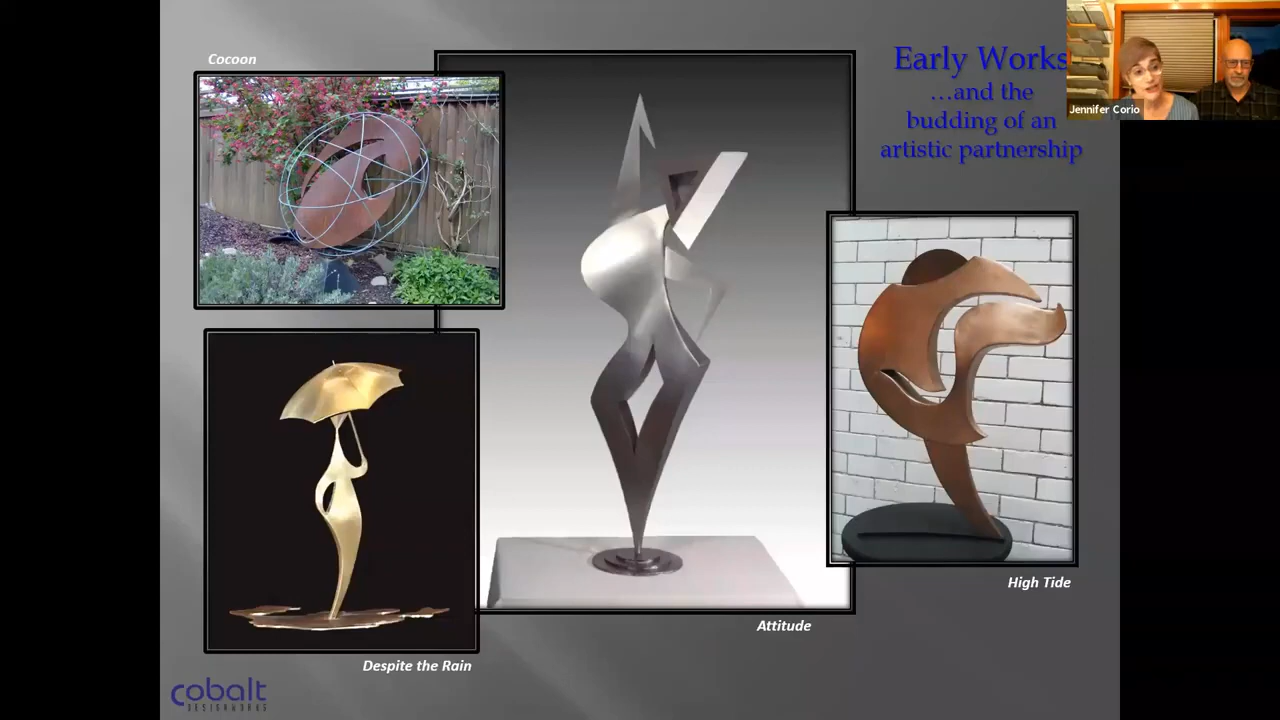 Cocoon
Early Works
...and the
budding of an
artistic partnership
Jennifer Corio
High Tide
Attitude
Despite the Rain
cobalt
DESIGNWORKS